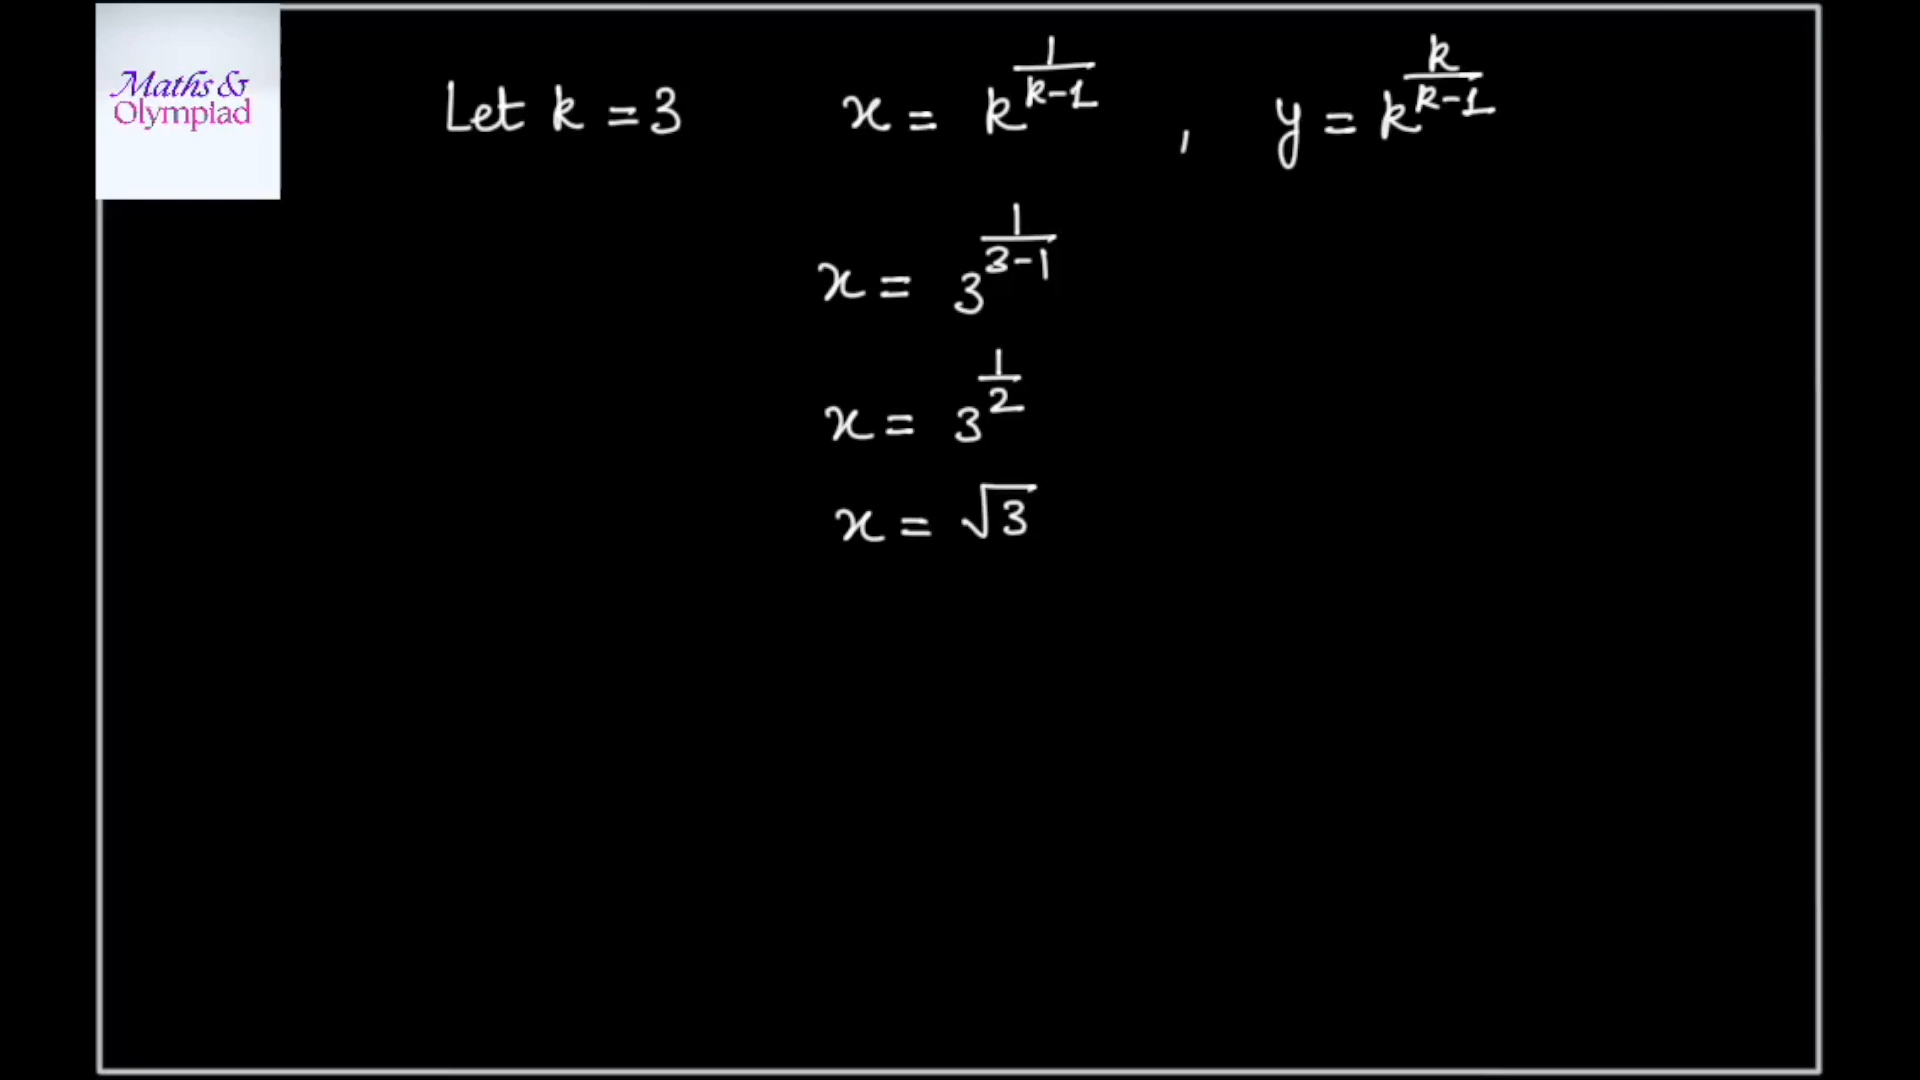 Maths &
Olympiad
Let k = 3   x = k^(1/(k-1)) , y = k^(k/(k-1))
x = 3^(1/(3-1))
x = 3^(1/2)
x = √3